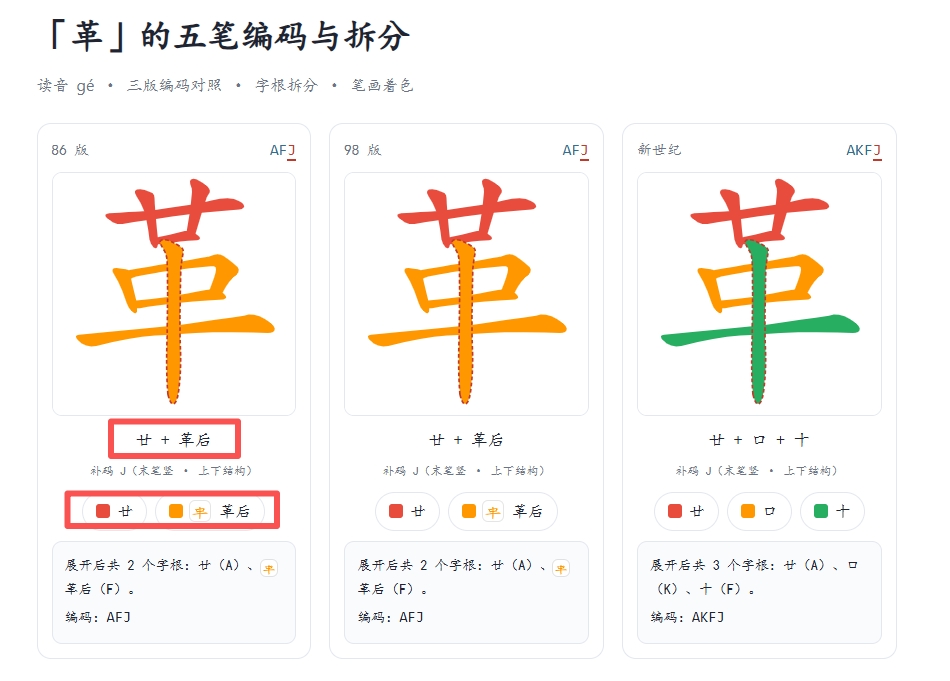 「革」的五笔编码与拆分
读音 gé • 三版编码对照 • 字根拆分 • 笔画着色
86 版 AFJ
革
廿 + 革后
补码 J（末笔竖 • 上下结构）
廿 革后
展开后共 2 个字根：廿（A）、
革后（F）。
编码：AFJ
98 版 AFJ
革
廿 + 革后
补码 J（末笔竖 • 上下结构）
廿 革后
展开后共 2 个字根：廿（A）、
革后（F）。
编码：AFJ
新世纪 AKFJ
革
廿 + 口 + 十
补码 J（末笔竖 • 上下结构）
廿 口 十
展开后共 3 个字根：廿（A）、口
（K）、十（F）。
编码：AKFJ